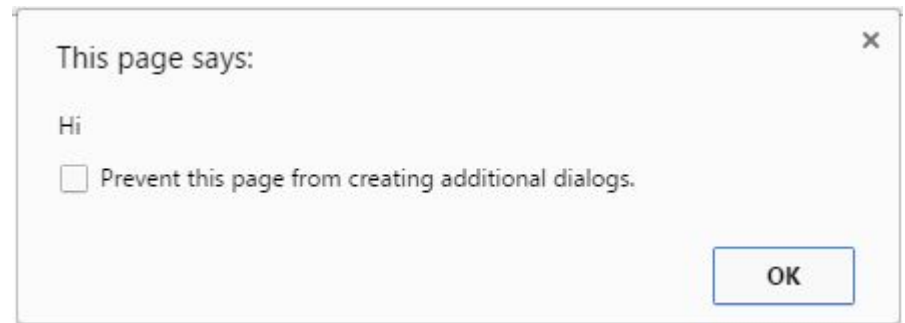 This page says:
Hi
Prevent this page from creating additional dialogs.
OK